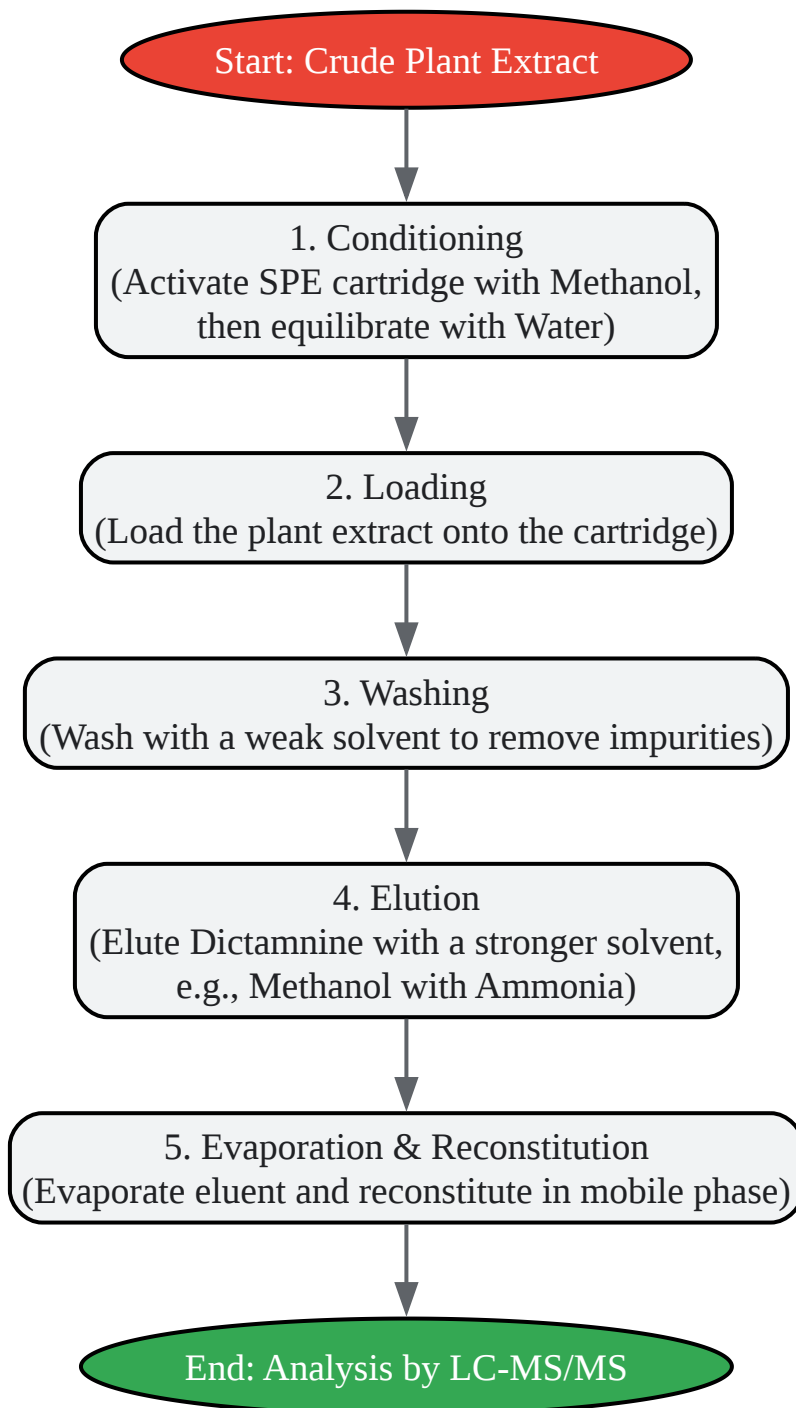 Start: Crude Plant Extract
1. Conditioning
(Activate SPE cartridge with Methanol,
then equilibrate with Water)
2. Loading
(Load the plant extract onto the cartridge)
3. Washing
(Wash with a weak solvent to remove impurities)
4. Elution
(Elute Dictamnine with a stronger solvent,
e.g., Methanol with Ammonia)
5. Evaporation & Reconstitution
(Evaporate eluent and reconstitute in mobile phase)
End: Analysis by LC-MS/MS